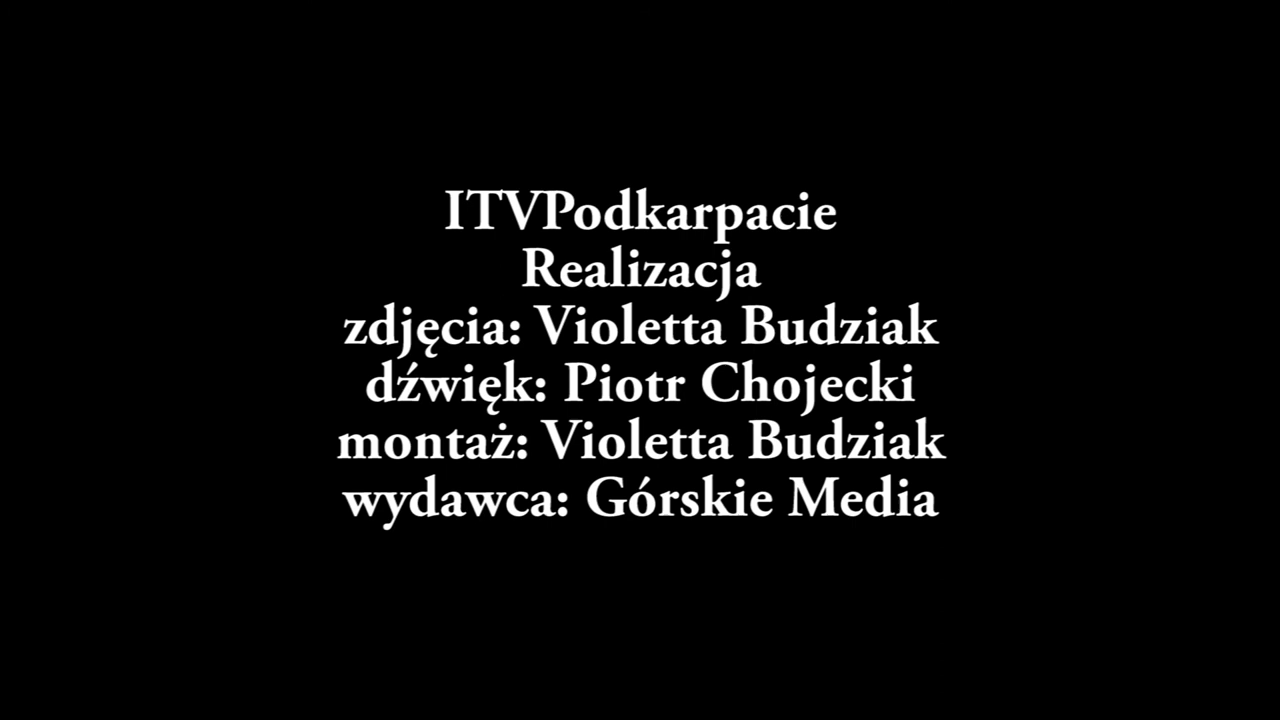 ITVPodkarpacie
Realizacja
zdjęcia: Violetta Budziak
dźwięk: Piotr Chojecki
montaż: Violetta Budziak
wydawca: Górskie Media